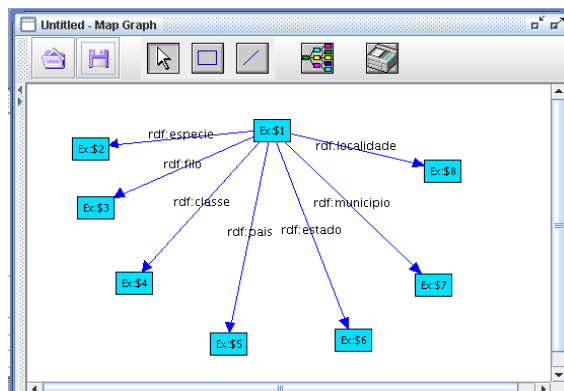 Untitled - Map Graph
Ex:$1
rdf:especie
Ex:$2
rdf:localidade
rdf:filo
Ex:$8
Ex:$3
rdf:classe
rdf:municipio
rdf:pais
rdf:estado
Ex:$4
Ex:$7
Ex:$5
Ex:$6